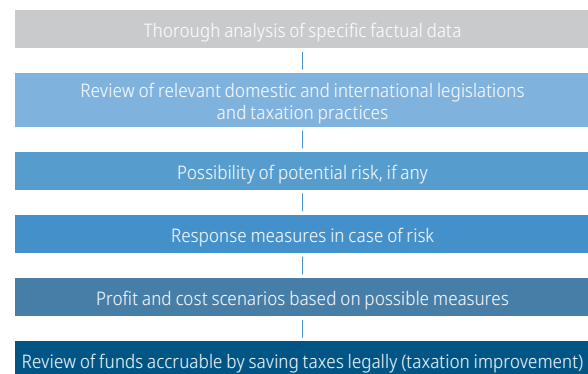 Thorough analysis of specific factual data
Review of relevant domestic and international legislations
and taxation practices
Possibility of potential risk, if any
Response measures in case of risk
Profit and cost scenarios based on possible measures
Review of funds accruable by saving taxes legally (taxation improvement)